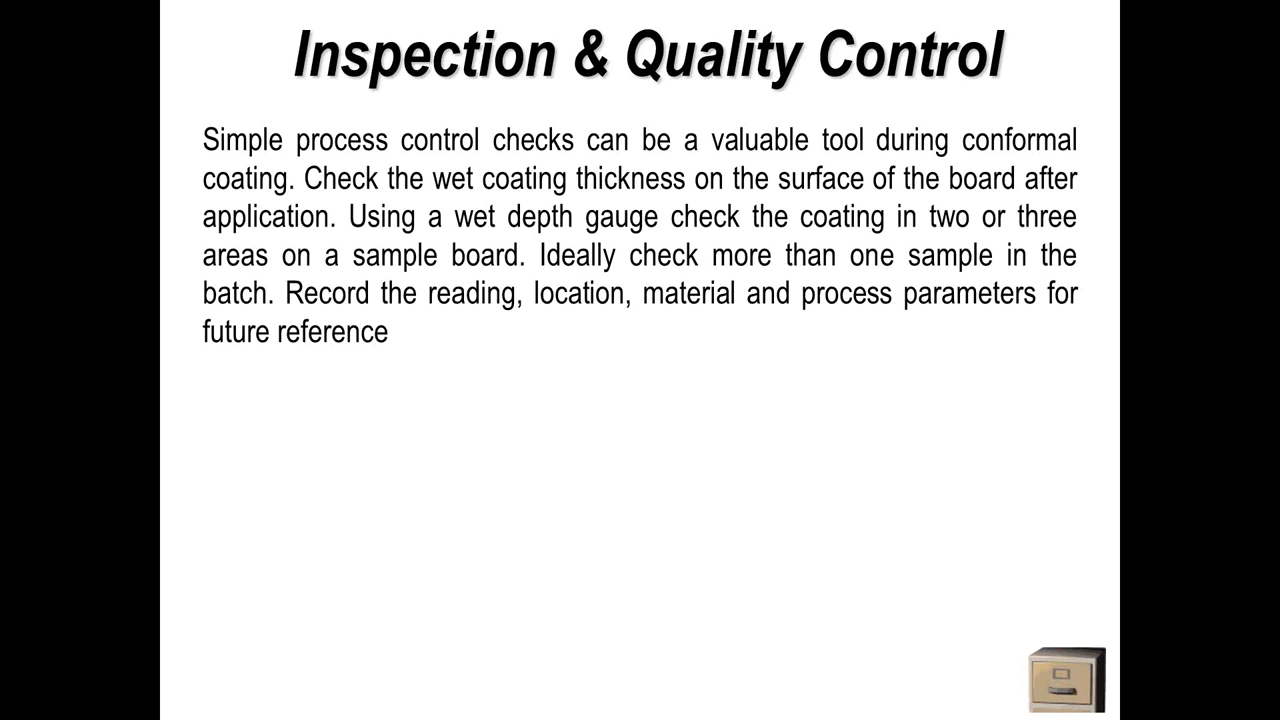 Inspection & Quality Control
Simple process control checks can be a valuable tool during conformal
coating. Check the wet coating thickness on the surface of the board after
application. Using a wet depth gauge check the coating in two or three
areas on a sample board. Ideally check more than one sample in the
batch. Record the reading, location, material and process parameters for
future reference